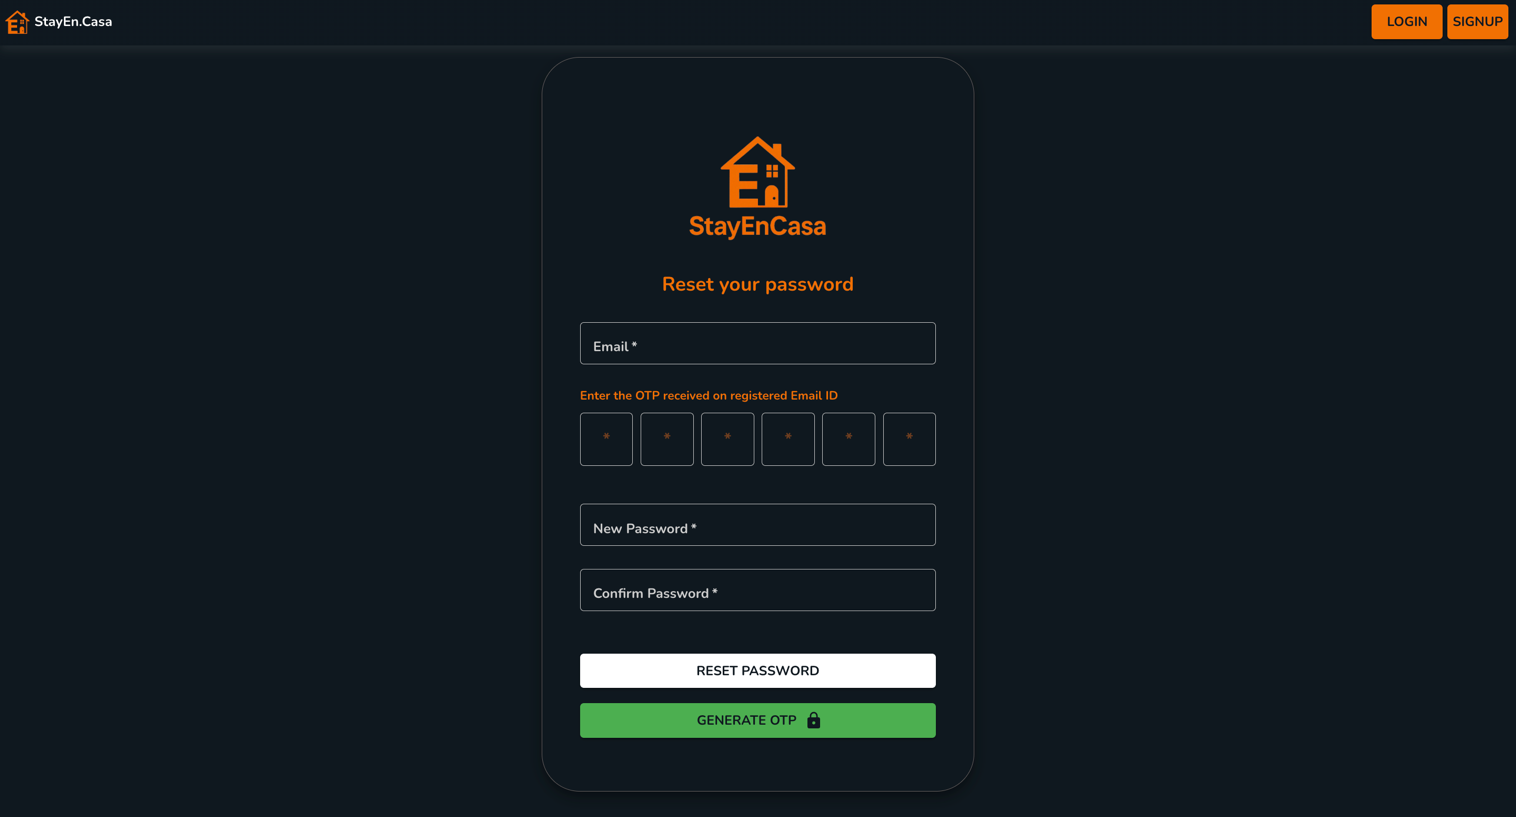 StayEn.Casa
LOGIN SIGNUP
StayEnCasa
Reset your password
Email *
Enter the OTP received on registered Email ID
* * * * * *
New Password *
Confirm Password *
RESET PASSWORD
GENERATE OTP